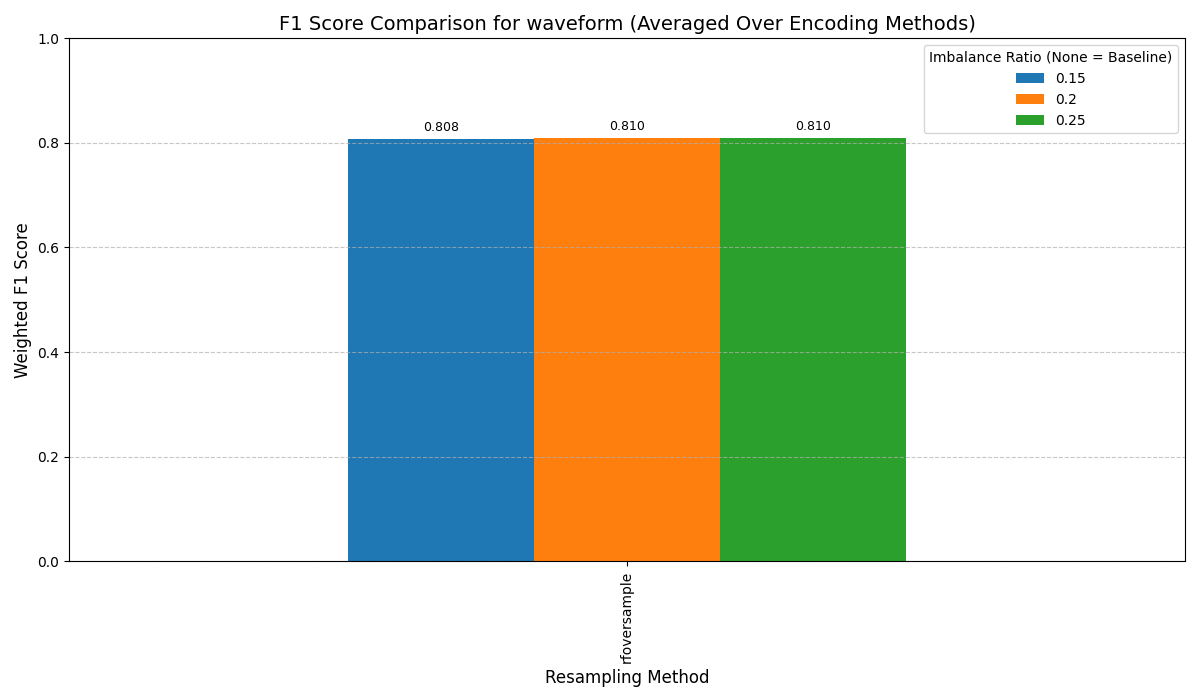 F1 Score Comparison for waveform (Averaged Over Encoding Methods)
Imbalance Ratio (None = Baseline)
0.15
0.2
0.25
0.808
0.810
0.810
Weighted F1 Score
1.0
0.8
0.6
0.4
0.2
0.0
rfoversample
Resampling Method